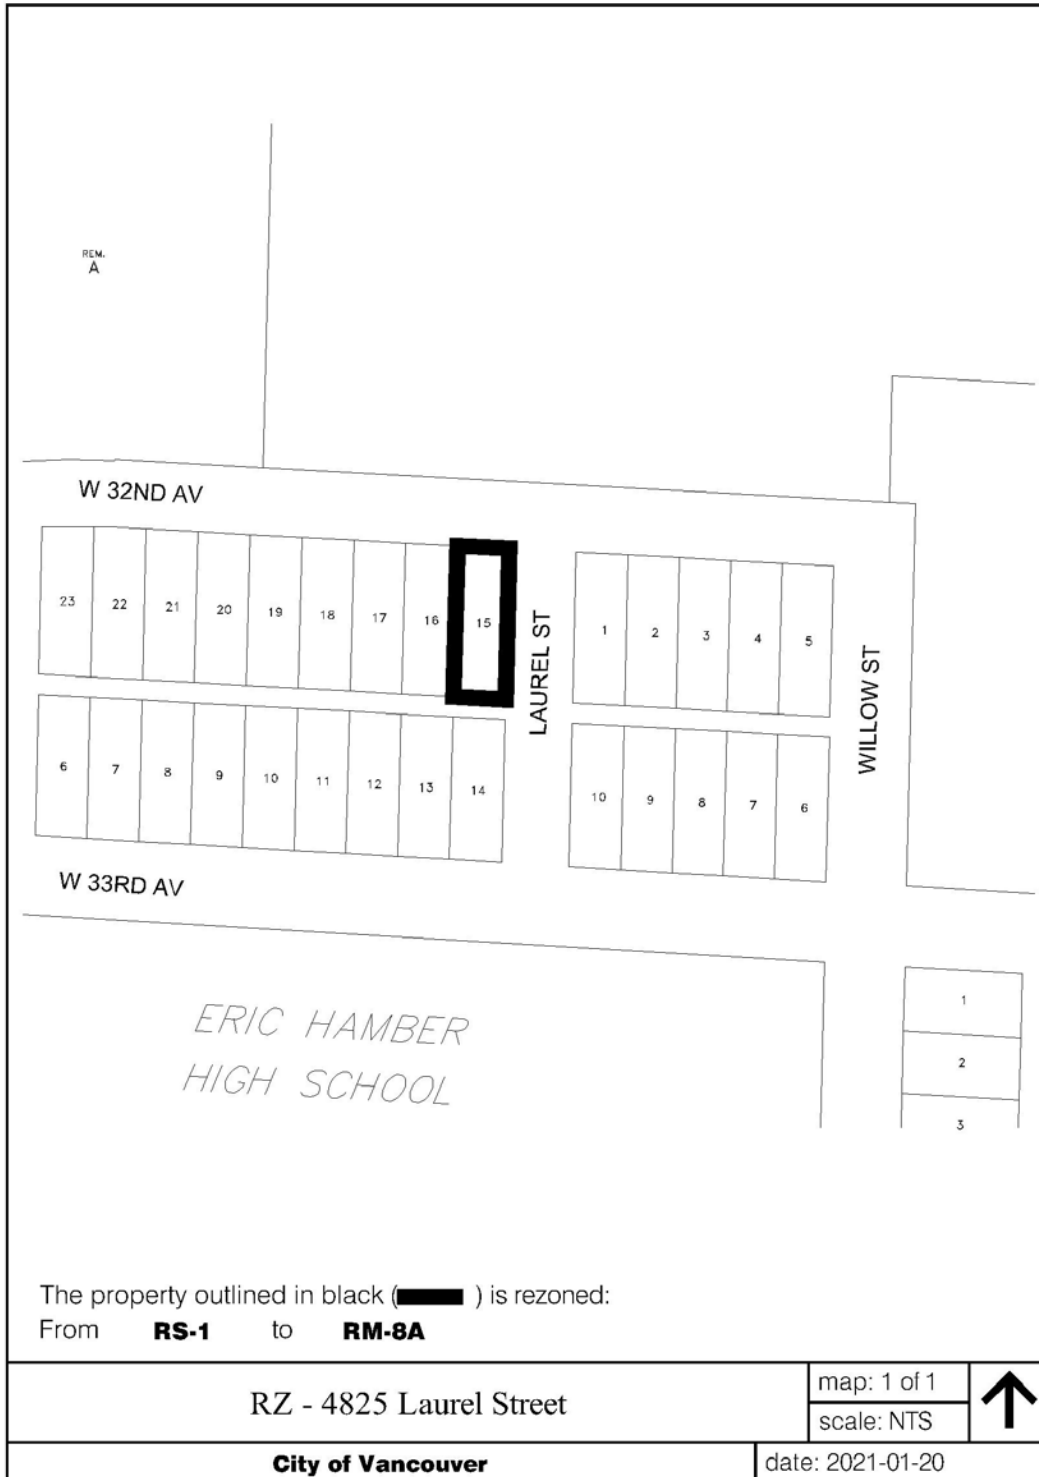 REM.
A
W 32ND AV
23 22 21 20 19 18 17 16 15
LAUREL ST
1 2 3 4 5
WILLOW ST
6 7 8 9 10 11 12 13 14
10 9 8 7 6
W 33RD AV
ERIC HAMBER
HIGH SCHOOL
1
2
3
The property outlined in black ( ) is rezoned:
From RS-1 to RM-8A
RZ - 4825 Laurel Street
map: 1 of 1
scale: NTS
City of Vancouver
date: 2021-01-20